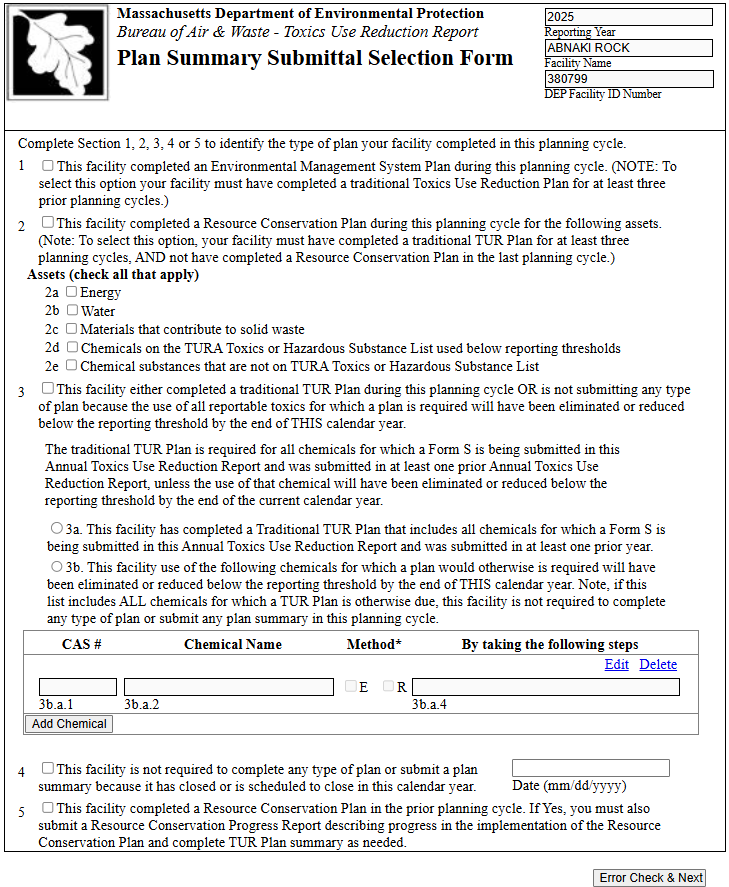 Massachusetts Department of Environmental Protection
Bureau of Air & Waste - Toxics Use Reduction Report
Plan Summary Submittal Selection Form
2025
Reporting Year
ABNAKI ROCK
Facility Name
380799
DEP Facility ID Number
Complete Section 1, 2, 3, 4 or 5 to identify the type of plan your facility completed in this planning cycle.
1 This facility completed an Environmental Management System Plan during this planning cycle. (NOTE: To
select this option your facility must have completed a traditional Toxics Use Reduction Plan for at least three
prior planning cycles.)
2 This facility completed a Resource Conservation Plan during this planning cycle for the following assets.
(Note: To select this option, your facility must have completed a traditional TUR Plan for at least three
planning cycles, AND not have completed a Resource Conservation Plan in the last planning cycle.)
Assets (check all that apply)
2a Energy
2b Water
2c Materials that contribute to solid waste
2d Chemicals on the TURA Toxics or Hazardous Substance List used below reporting thresholds
2e Chemical substances that are not on TURA Toxics or Hazardous Substance List
3 This facility either completed a traditional TUR Plan during this planning cycle OR is not submitting any type
of plan because the use of all reportable toxics for which a plan is required will have been eliminated or reduced
below the reporting threshold by the end of THIS calendar year.
The traditional TUR Plan is required for all chemicals for which a Form S is being submitted in this
Annual Toxics Use Reduction Report and was submitted in at least one prior Annual Toxics Use
Reduction Report, unless the use of that chemical will have been eliminated or reduced below the
reporting threshold by the end of the current calendar year.
3a. This facility has completed a Traditional TUR Plan that includes all chemicals for which a Form S is
being submitted in this Annual Toxics Use Reduction Report and was submitted in at least one prior year.
3b. This facility use of the following chemicals for which a plan would otherwise is required will have
been eliminated or reduced below the reporting threshold by the end of THIS calendar year. Note, if this
list includes ALL chemicals for which a TUR Plan is otherwise due, this facility is not required to complete
any type of plan or submit any plan summary in this planning cycle.
CAS # Chemical Name Method* By taking the following steps
Edit Delete
E R
3b.a.1 3b.a.2 3b.a.4
Add Chemical
4 This facility is not required to complete any type of plan or submit a plan
summary because it has closed or is scheduled to close in this calendar year.
Date (mm/dd/yyyy)
5 This facility completed a Resource Conservation Plan in the prior planning cycle. If Yes, you must also
submit a Resource Conservation Progress Report describing progress in the implementation of the Resource
Conservation Plan and complete TUR Plan summary as needed.
Error Check & Next